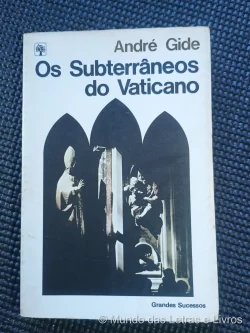 André Gide
Os Subterrâneos
do Vaticano
Grandes Sucessos
© Mundo das Letras e Livros